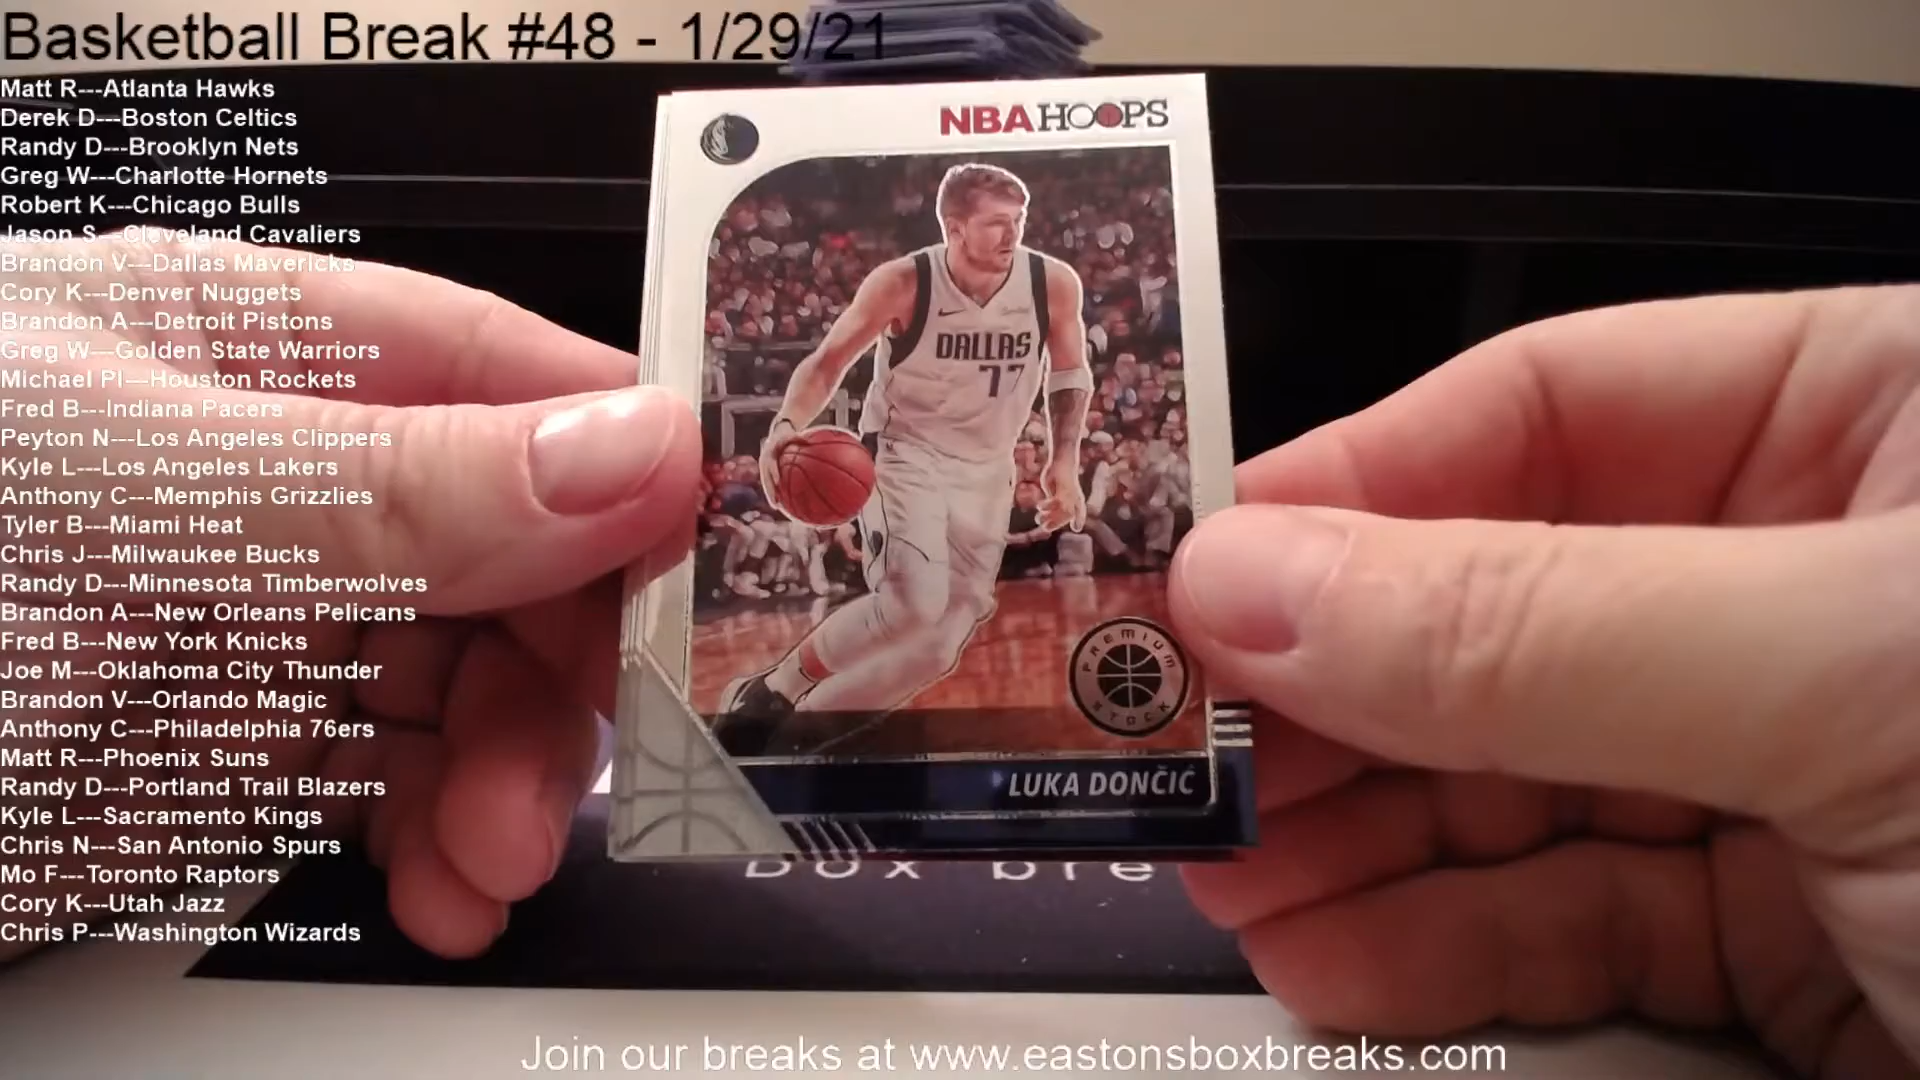 Basketball Break #48 - 1/29/21
Matt R---Atlanta Hawks
Derek D---Boston Celtics
Randy D---Brooklyn Nets
Greg W---Charlotte Hornets
Robert K---Chicago Bulls
Jason S---Cleveland Cavaliers
Brandon V---Dallas Mavericks
Cory K---Denver Nuggets
Brandon A---Detroit Pistons
Greg W---Golden State Warriors
Michael Pl---Houston Rockets
Fred B---Indiana Pacers
Peyton N---Los Angeles Clippers
Kyle L---Los Angeles Lakers
Anthony C---Memphis Grizzlies
Tyler B---Miami Heat
Chris J---Milwaukee Bucks
Randy D---Minnesota Timberwolves
Brandon A---New Orleans Pelicans
Fred B---New York Knicks
Joe M---Oklahoma City Thunder
Brandon V---Orlando Magic
Anthony C---Philadelphia 76ers
Matt R---Phoenix Suns
Randy D---Portland Trail Blazers
Kyle L---Sacramento Kings
Chris N---San Antonio Spurs
Mo F---Toronto Raptors
Cory K---Utah Jazz
Chris P---Washington Wizards
NBA HOOPS
DALLAS
77
PREMIUM
STOCK
LUKA DONČIĆ
box bre
Join our breaks at www.eastonsboxbreaks.com